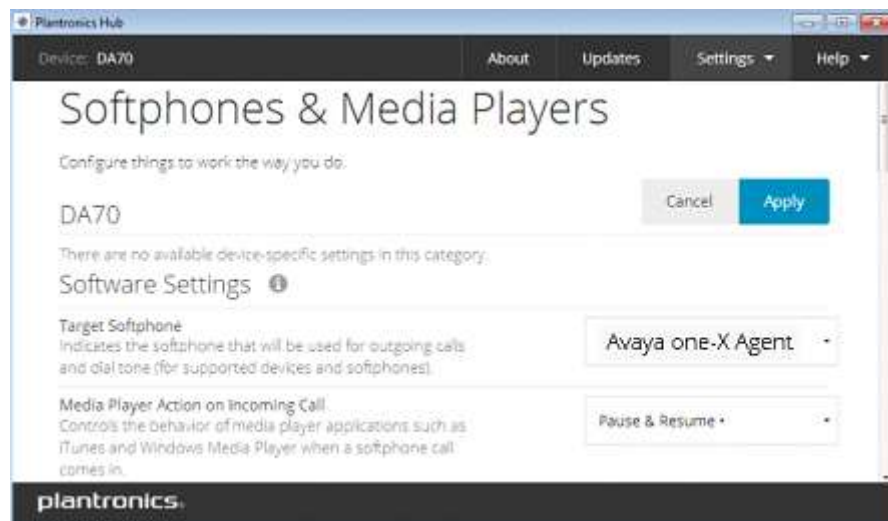 Plantronics Hub
Device: DA70 About Updates Settings Help
Softphones & Media Players
Configure things to work the way you do.
Cancel Apply
DA70
There are no available device-specific settings in this category.
Software Settings
Target Softphone
Indicates the softphone that will be used for outgoing calls
and dial tone (for supported devices and softphones).
Avaya one-X Agent
Media Player Action on Incoming Call
Controls the behavior of media player applications such as
iTunes and Windows Media Player when a softphone call
comes in.
Pause & Resume •
plantronics.